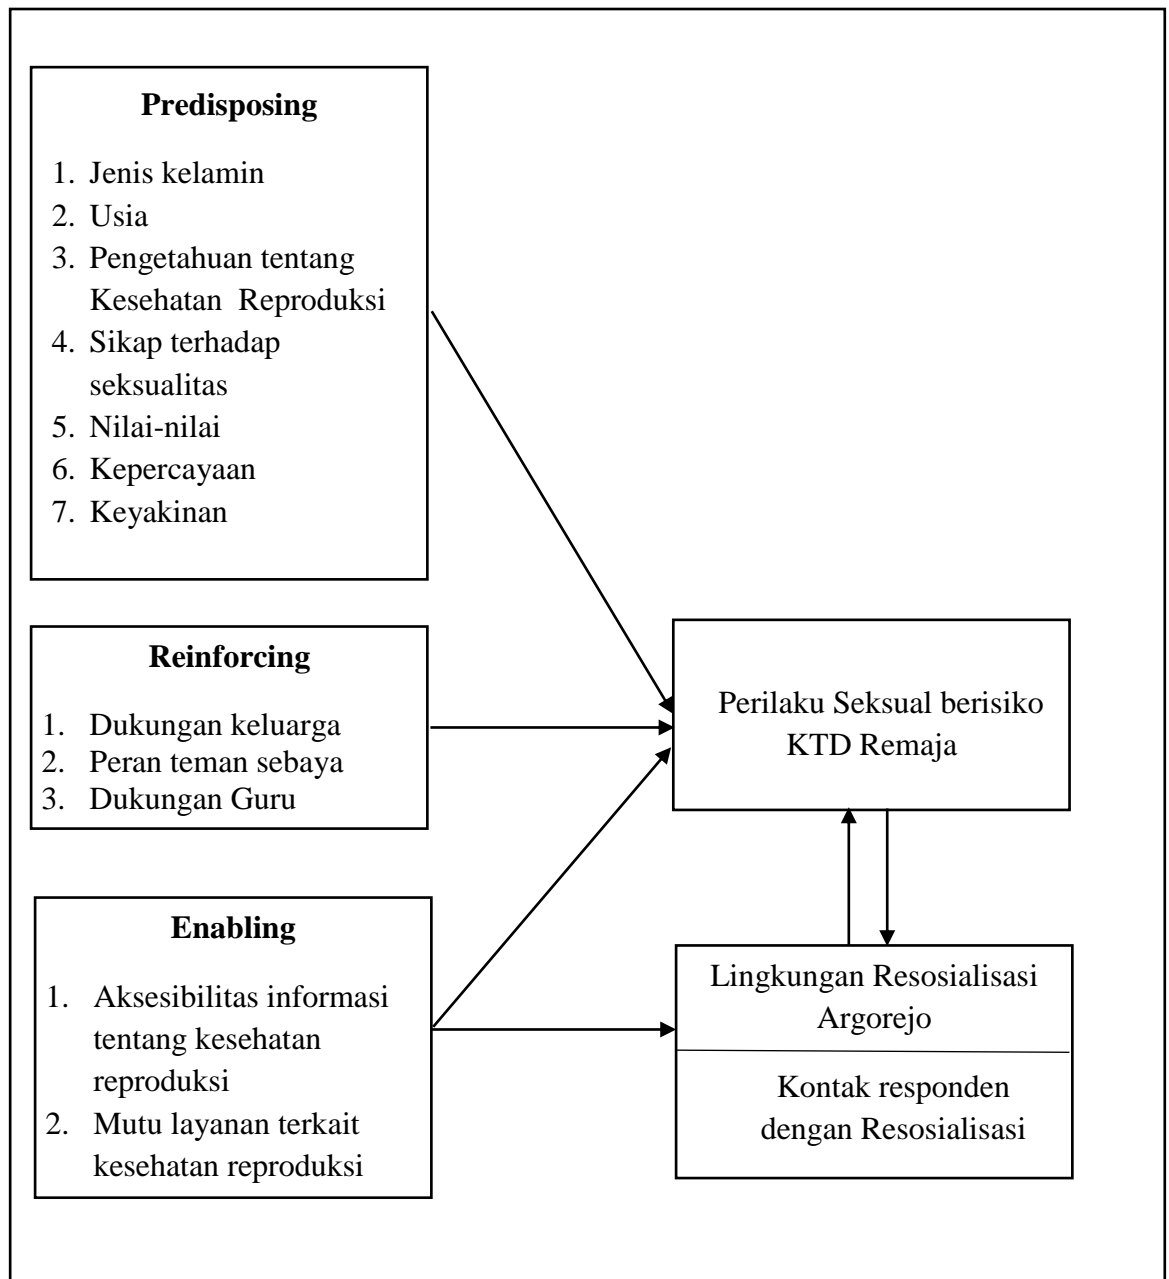 Predisposing
1. Jenis kelamin
2. Usia
3. Pengetahuan tentang
Kesehatan Reproduksi
4. Sikap terhadap
seksualitas
5. Nilai-nilai
6. Kepercayaan
7. Keyakinan
Reinforcing
1. Dukungan keluarga
2. Peran teman sebaya
3. Dukungan Guru
Enabling
1. Aksesibilitas informasi
tentang kesehatan
reproduksi
2. Mutu layanan terkait
kesehatan reproduksi
Perilaku Seksual berisiko
KTD Remaja
Lingkungan Resosialisasi
Argorejo
Kontak responden
dengan Resosialisasi